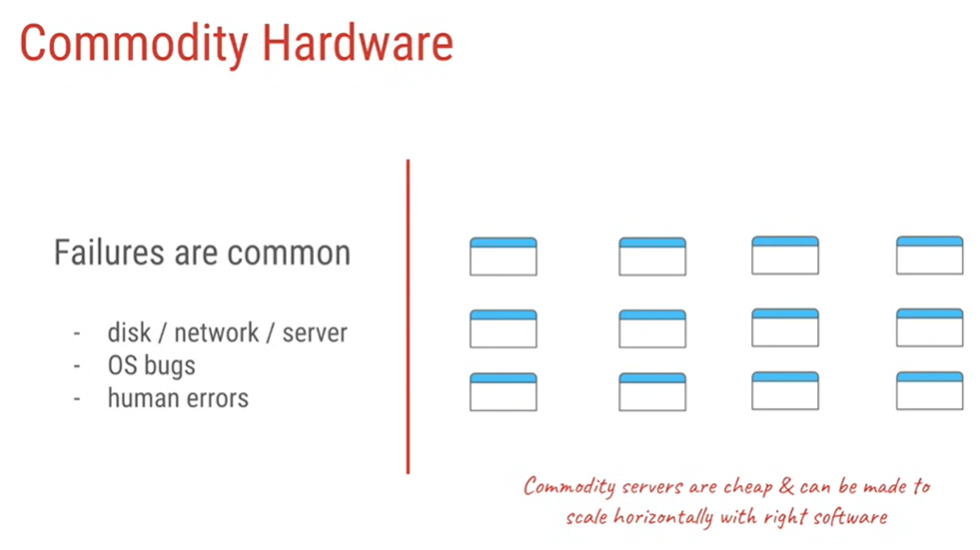 Commodity Hardware
Failures are common
- disk / network / server
- OS bugs
- human errors
Commodity servers are cheap & can be made to
scale horizontally with right software